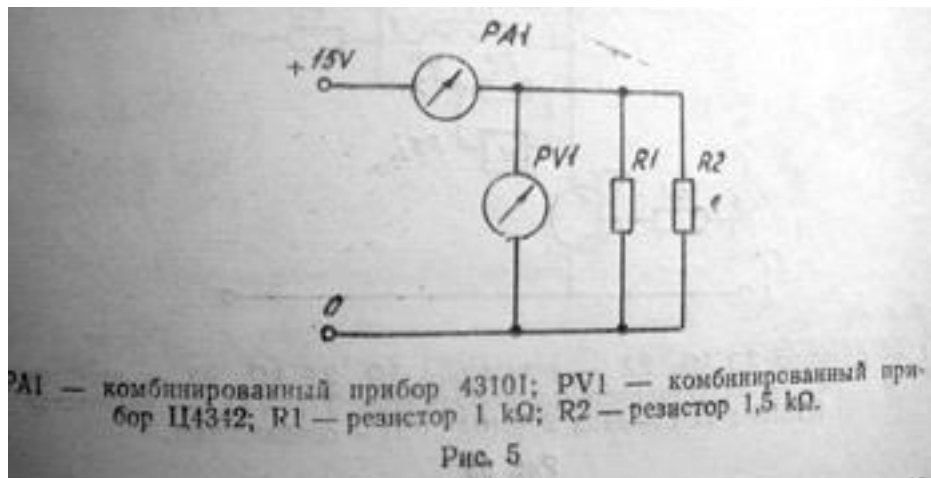 PA1
+ 15V
PV1
R1
R2
0
PA1 — комбинированный прибор 43101; PV1 — комбинированный при-
бор Ц4342; R1 — резистор 1 kΩ; R2 — резистор 1,5 kΩ.
Рис. 5